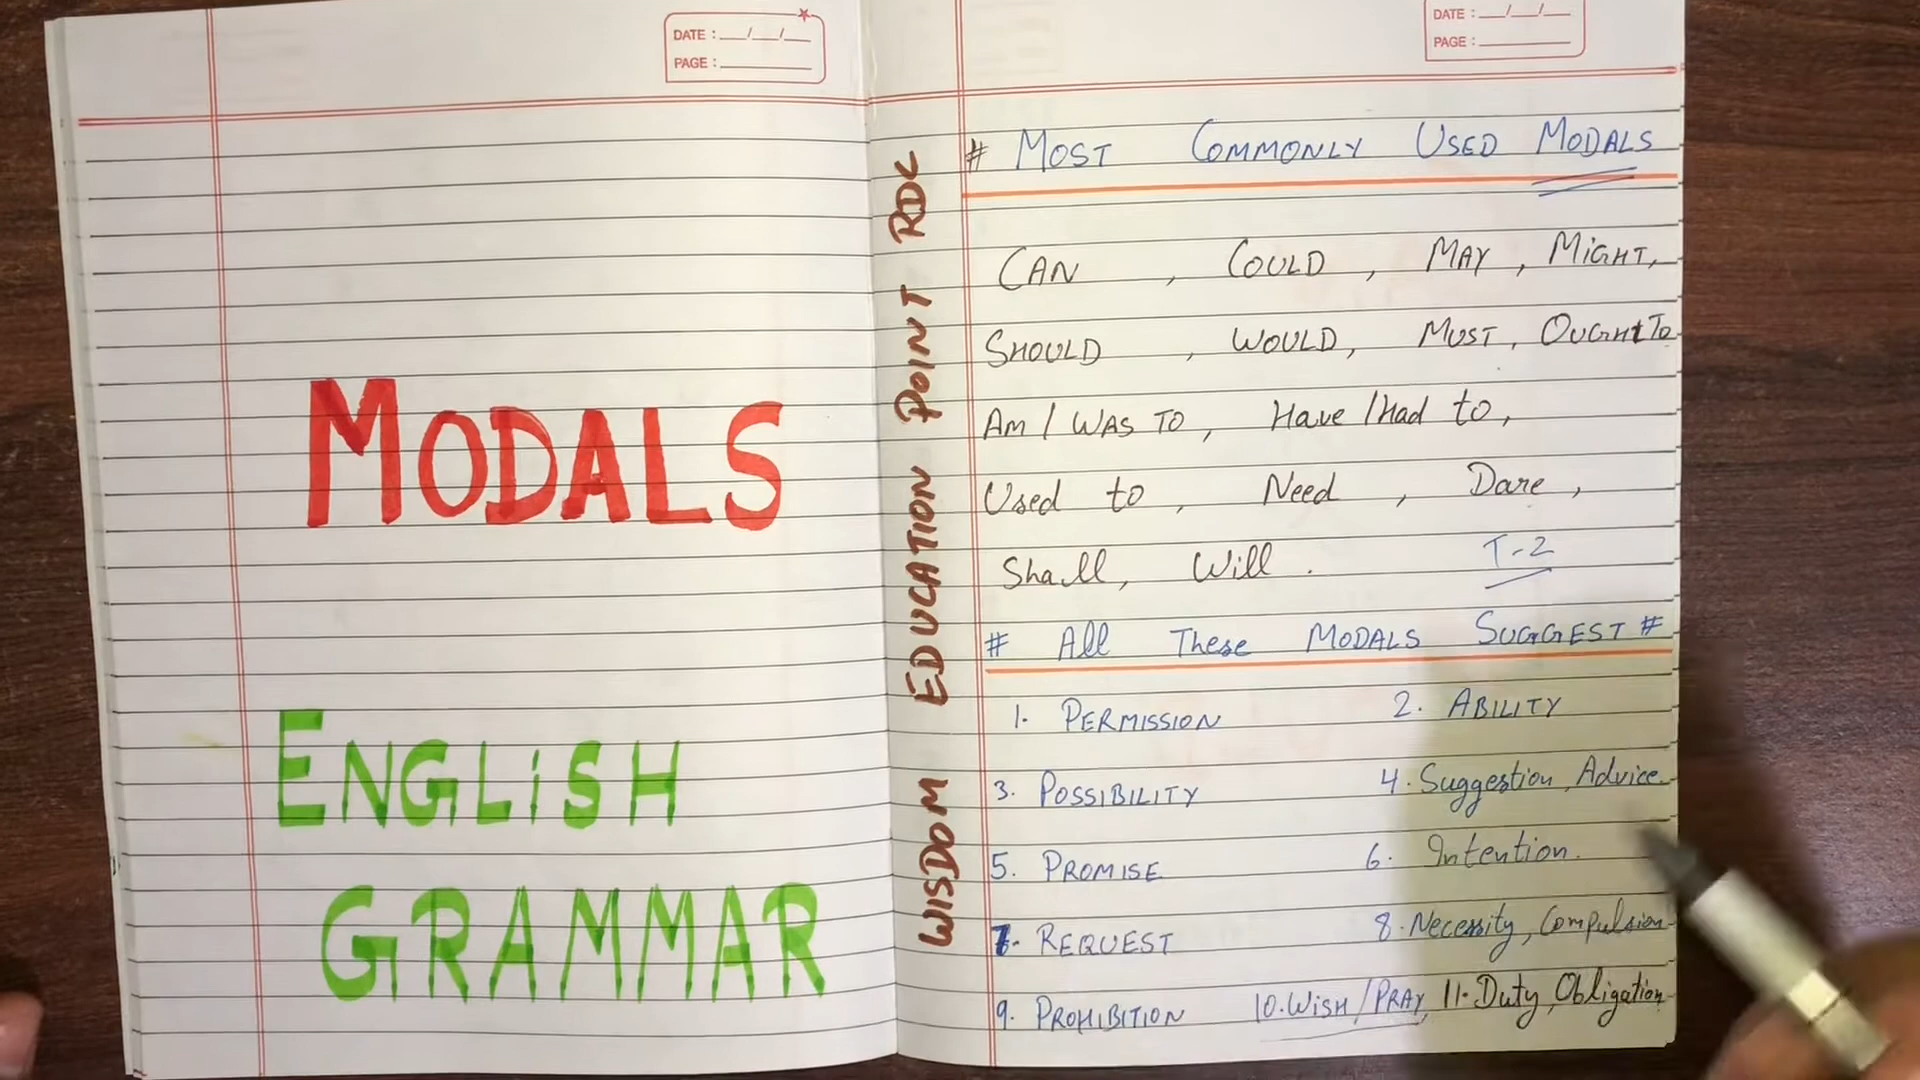 DATE : __/__/__
PAGE : ______
MODALS
ENGLiSH
GRAMMAR
WISDOM EDUCATION POINT RDC
DATE : __/__/__
PAGE : ______
# MOST COMMONLY USED MODALS
CAN , COULD , MAY , MiGHT,
SHOULD , WOULD, MUST, OUGHT To
AM / WAS TO , Have /Had to,
Used to , Need , Dare ,
Shall, Will . T-2
# All These MODALS SUGGEST #
1. PERMISSION 2. ABILITY
3. POSSIBILITY 4. Suggestion, Advice
5. PROMISE 6. Intention.
7. REQUEST 8. Necessity, Compulsion
9. PROHIBITION 10. WISH / PRAY, 11. Duty, Obligation